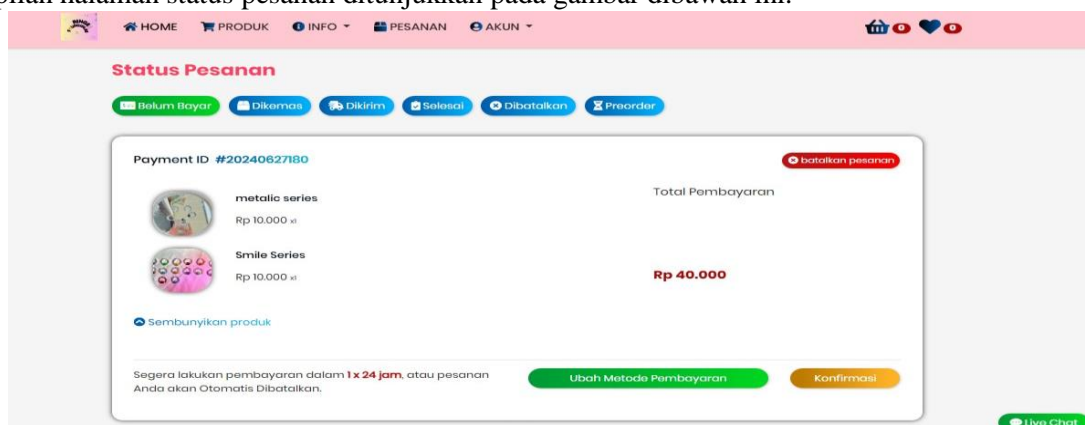 halaman status pesanan ditunjukkan pada gambar dibawah ini:
HOME PRODUK INFO PESANAN AKUN 0 0
Status Pesanan
Belum Bayar Dikemas Dikirim Selesai Dibatalkan Preorder
Payment ID #20240627180 batalkan pesanan
metalic series Total Pembayaran
Rp 10.000 x1
Smile Series
Rp 10.000 x1 Rp 40.000
Sembunyikan produk
Segera lakukan pembayaran dalam 1 x 24 jam, atau pesanan
Anda akan Otomatis Dibatalkan.
Ubah Metode Pembayaran Konfirmasi
Live Chat